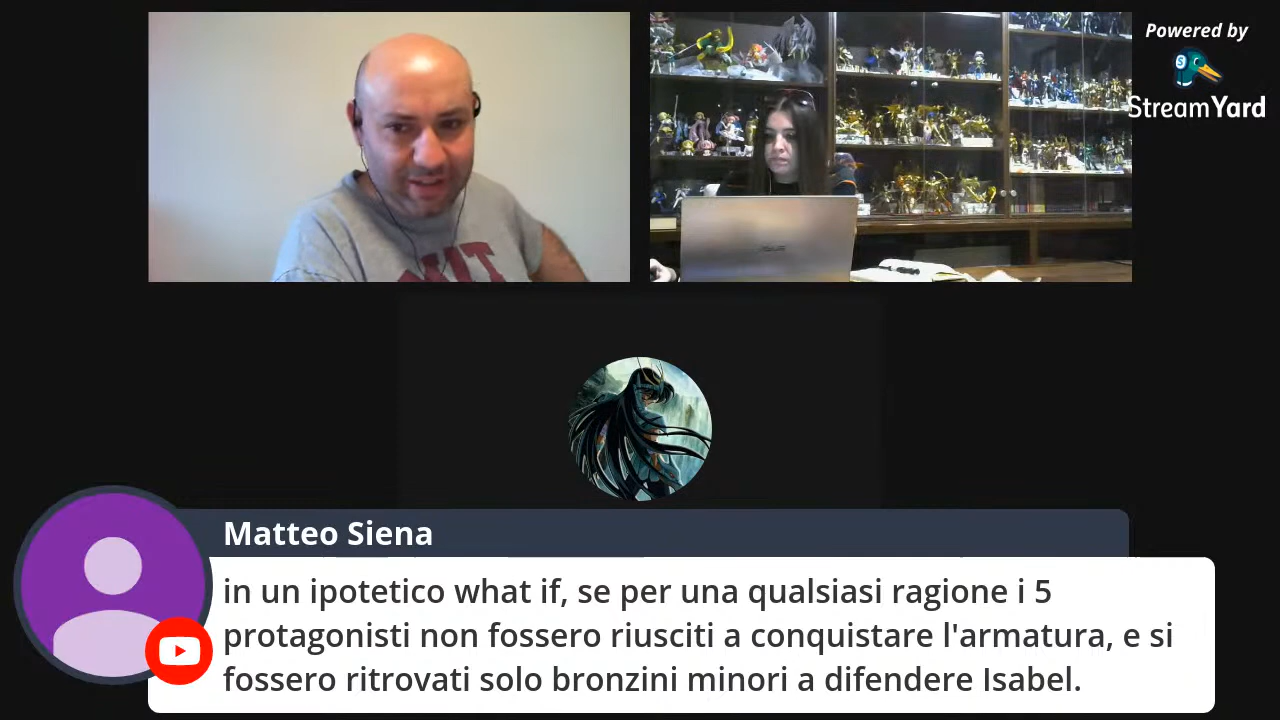 Powered by
StreamYard
Matteo Siena
in un ipotetico what if, se per una qualsiasi ragione i 5
protagonisti non fossero riusciti a conquistare l'armatura, e si
fossero ritrovati solo bronzini minori a difendere Isabel.